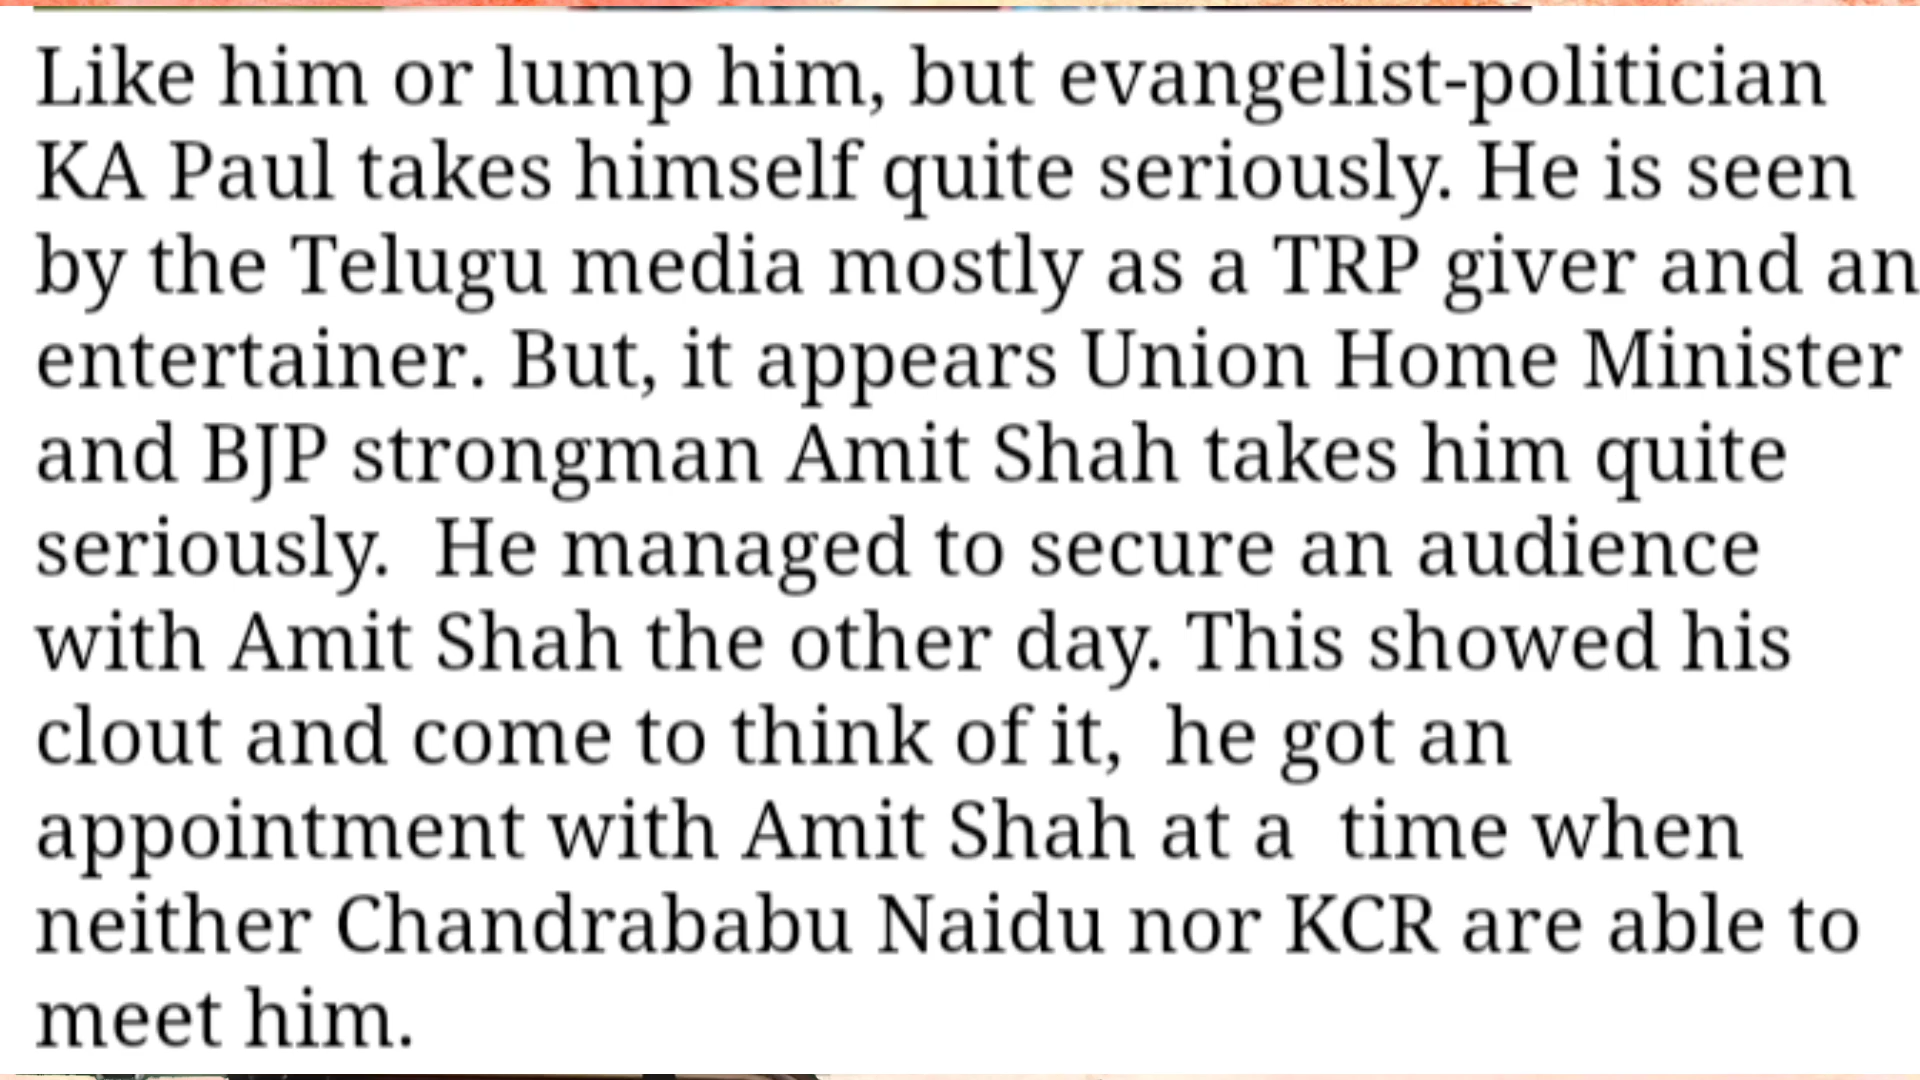 Like him or lump him, but evangelist-politician
KA Paul takes himself quite seriously. He is seen
by the Telugu media mostly as a TRP giver and an
entertainer. But, it appears Union Home Minister
and BJP strongman Amit Shah takes him quite
seriously.  He managed to secure an audience
with Amit Shah the other day. This showed his
clout and come to think of it,  he got an
appointment with Amit Shah at a  time when
neither Chandrababu Naidu nor KCR are able to
meet him.